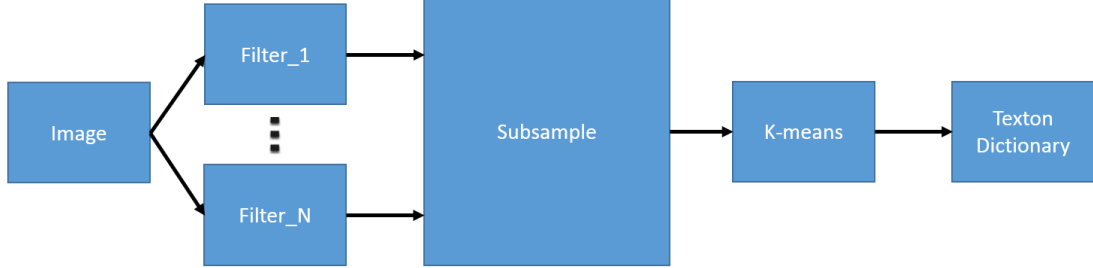 Image
Filter_1
Filter_N
Subsample
K-means
Texton
Dictionary